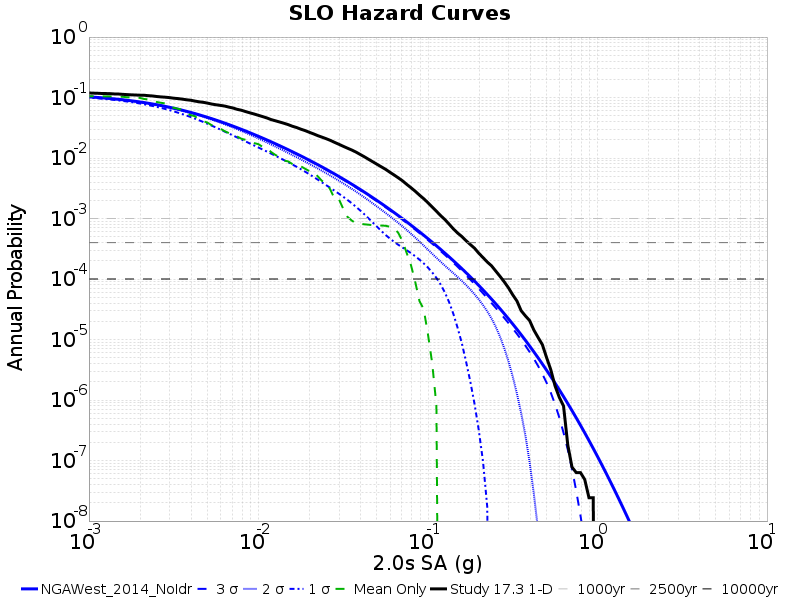 SLO Hazard Curves
Annual Probability
10^0
10^-1
10^-2
10^-3
10^-4
10^-5
10^-6
10^-7
10^-8
10^-3 10^-2 10^-1 10^0 10^1
2.0s SA (g)
NGAWest_2014_NoIdr 3 σ 2 σ 1 σ Mean Only Study 17.3 1-D 1000yr 2500yr 10000yr